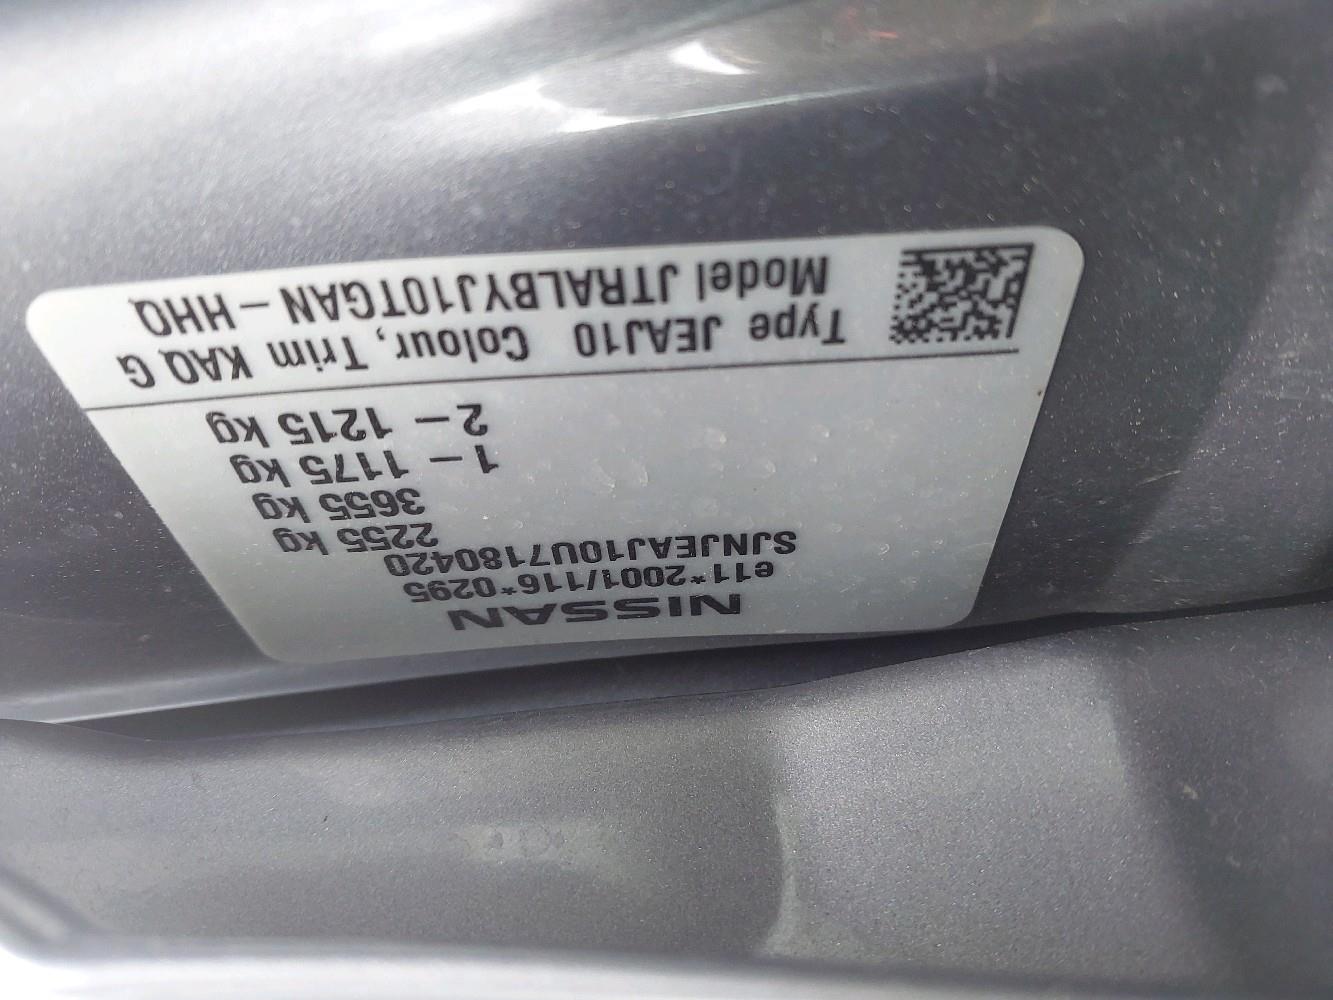 NISSAN
e11*2001/116*0295
SJNJEAJ10U7180420
2255 kg
3655 kg
1 – 1175 kg
2 – 1215 kg
Type JEAJ10 Colour, Trim KAQ G
Model JTRALBYJ10TGAN – HHQ